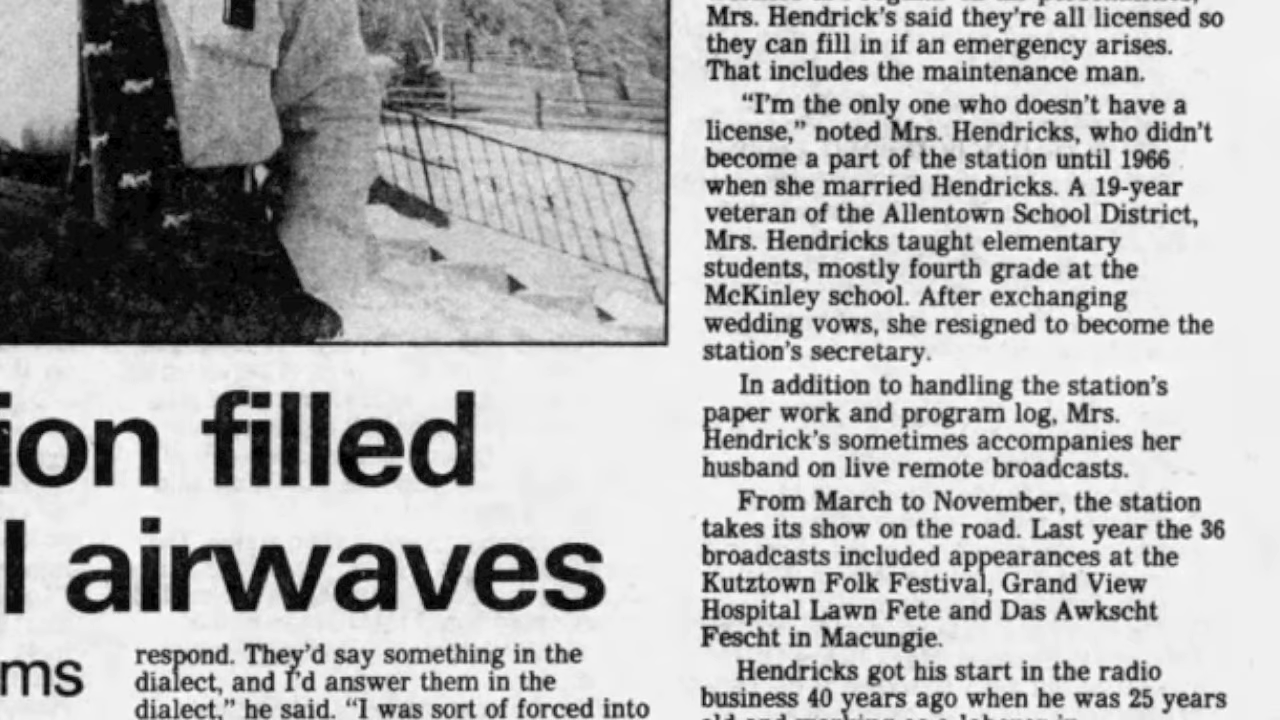 ion filled
l airwaves
ms
respond. They'd say something in the
dialect, and I'd answer them in the
dialect," he said. "I was sort of forced into
Mrs. Hendrick's said they're all licensed so
they can fill in if an emergency arises.
That includes the maintenance man.
"I'm the only one who doesn't have a
license," noted Mrs. Hendricks, who didn't
become a part of the station until 1966
when she married Hendricks. A 19-year
veteran of the Allentown School District,
Mrs. Hendricks taught elementary
students, mostly fourth grade at the
McKinley school. After exchanging
wedding vows, she resigned to become the
station's secretary.
In addition to handling the station's
paper work and program log, Mrs.
Hendrick's sometimes accompanies her
husband on live remote broadcasts.
From March to November, the station
takes its show on the road. Last year the 36
broadcasts included appearances at the
Kutztown Folk Festival, Grand View
Hospital Lawn Fete and Das Awkscht
Fescht in Macungie.
Hendricks got his start in the radio
business 40 years ago when he was 25 years